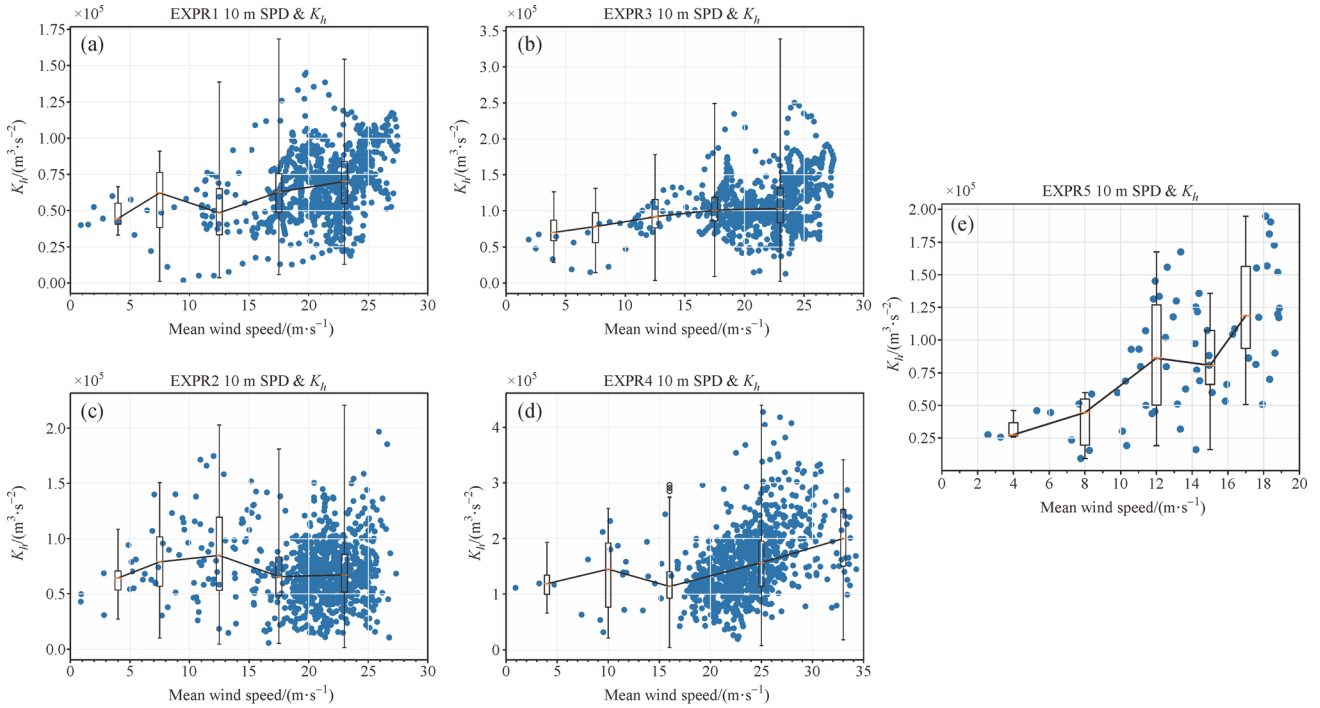 ×10⁵ EXPR1 10 m SPD & Kₕ
(a)
1.75
1.50
1.25
1.00
0.75
0.50
0.25
0.00
Kₕ/(m³·s⁻²)
0 5 10 15 20 25 30
Mean wind speed/(m·s⁻¹)
×10⁵ EXPR3 10 m SPD & Kₕ
(b)
3.5
3.0
2.5
2.0
1.5
1.0
0.5
0.0
Kₕ/(m³·s⁻²)
0 5 10 15 20 25 30
Mean wind speed/(m·s⁻¹)
×10⁵ EXPR2 10 m SPD & Kₕ
(c)
2.0
1.5
1.0
0.5
0.0
Kₕ/(m³·s⁻²)
0 5 10 15 20 25 30
Mean wind speed/(m·s⁻¹)
×10⁵ EXPR4 10 m SPD & Kₕ
(d)
4
3
2
1
0
Kₕ/(m³·s⁻²)
0 5 10 15 20 25 30 35
Mean wind speed/(m·s⁻¹)
×10⁵ EXPR5 10 m SPD & Kₕ
(e)
2.00
1.75
1.50
1.25
1.00
0.75
0.50
0.25
Kₕ/(m³·s⁻²)
0 2 4 6 8 10 12 14 16 18 20
Mean wind speed/(m·s⁻¹)